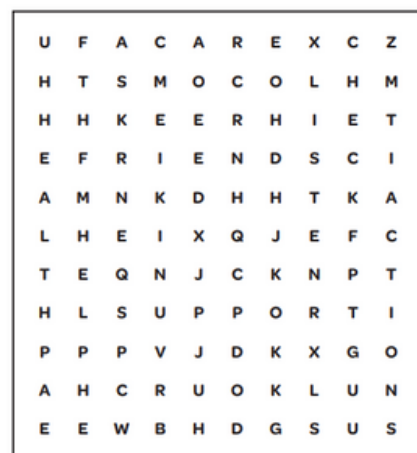 U F A C A R E X C Z
H T S M O C O L H M
H H K E E R H I E T
E F R I E N D S C I
A M N K D H H T K A
L H E I X Q J E F C
T E Q N J C K N P T
H L S U P P O R T I
P P P V J D K X G O
A H C R U O K L U N
E E W B H D G S U S